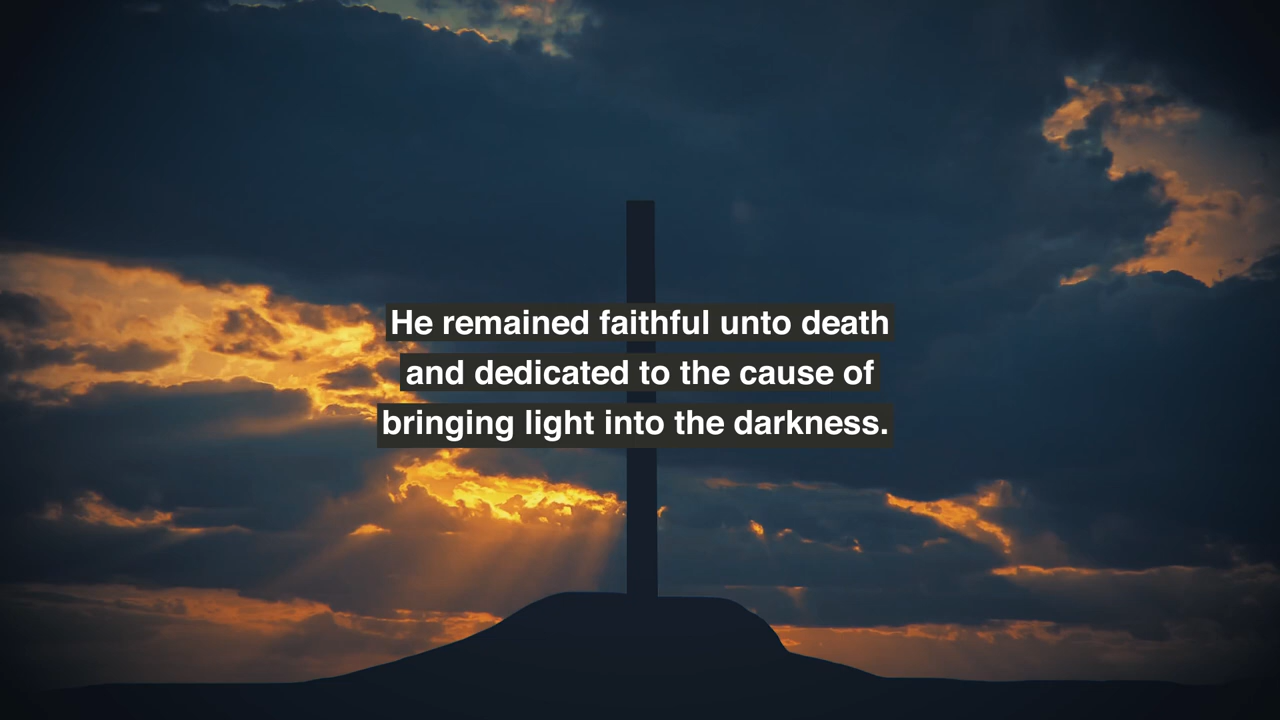 He remained faithful unto death
and dedicated to the cause of
bringing light into the darkness.